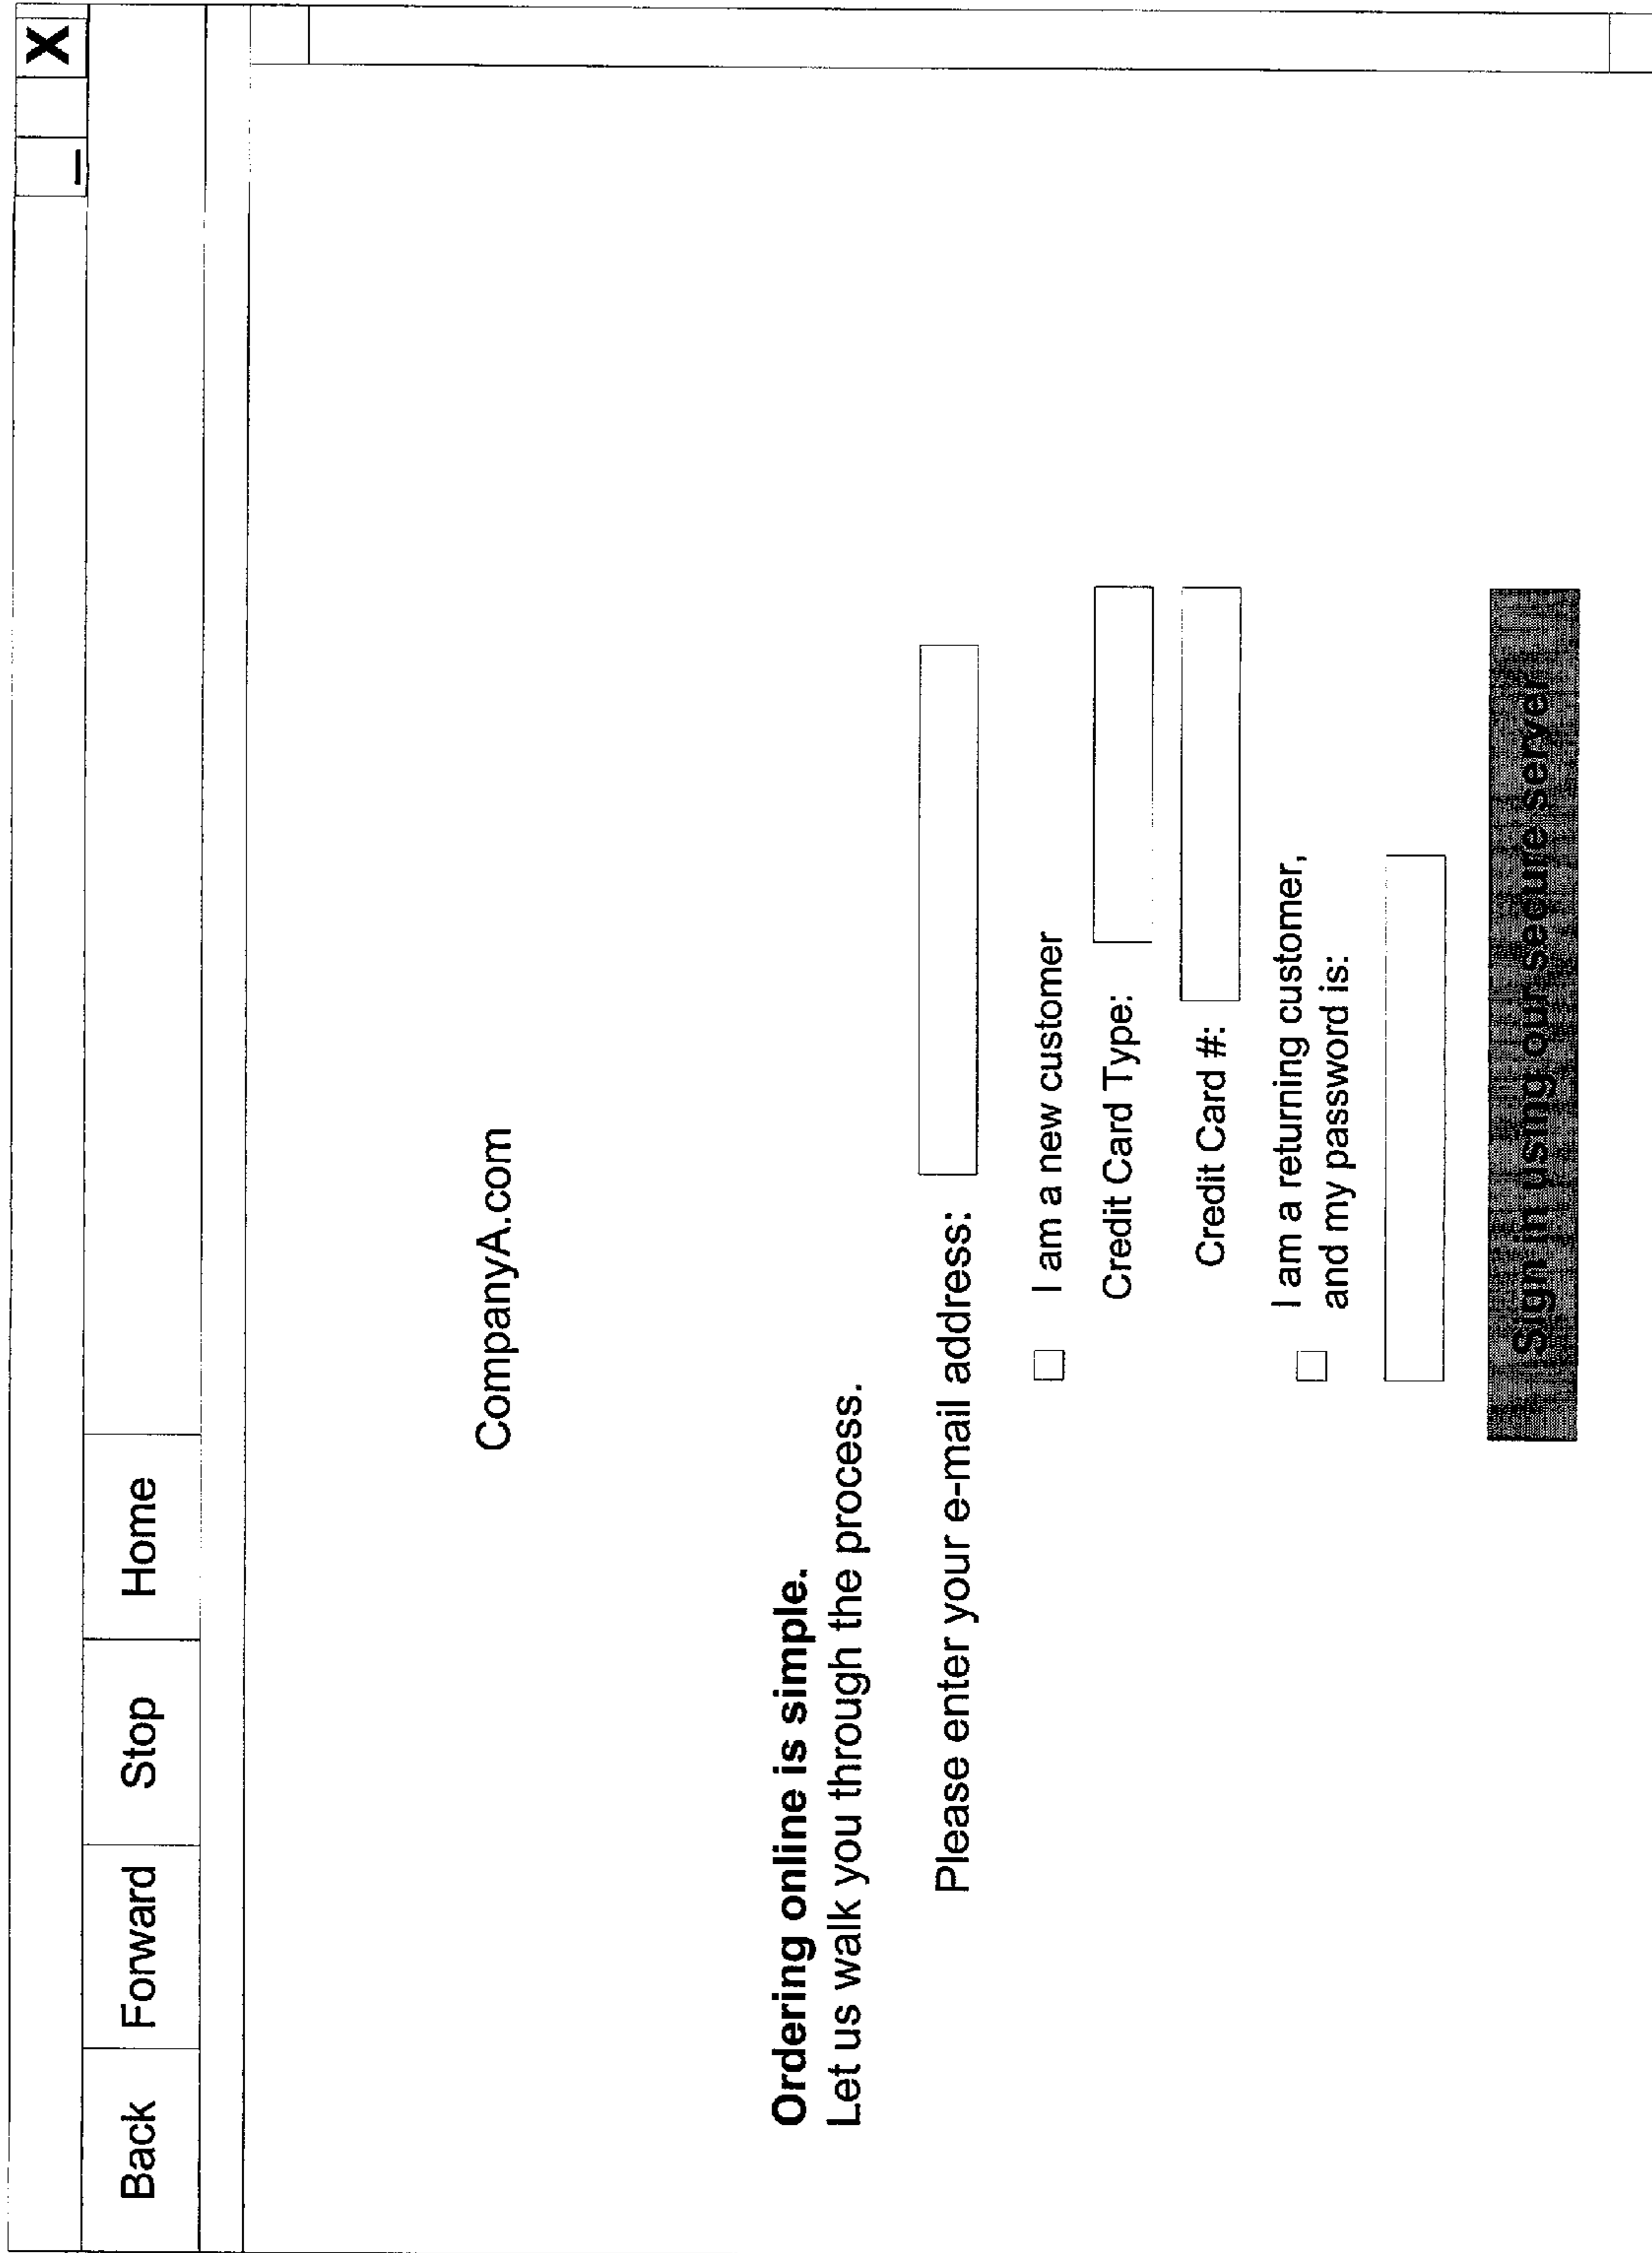 _ X
Back Forward Stop Home
CompanyA.com
Ordering online is simple.
Let us walk you through the process.
Please enter your e-mail address:
I am a new customer
Credit Card Type:
Credit Card #:
I am a returning customer,
and my password is:
Sign in using our secure server